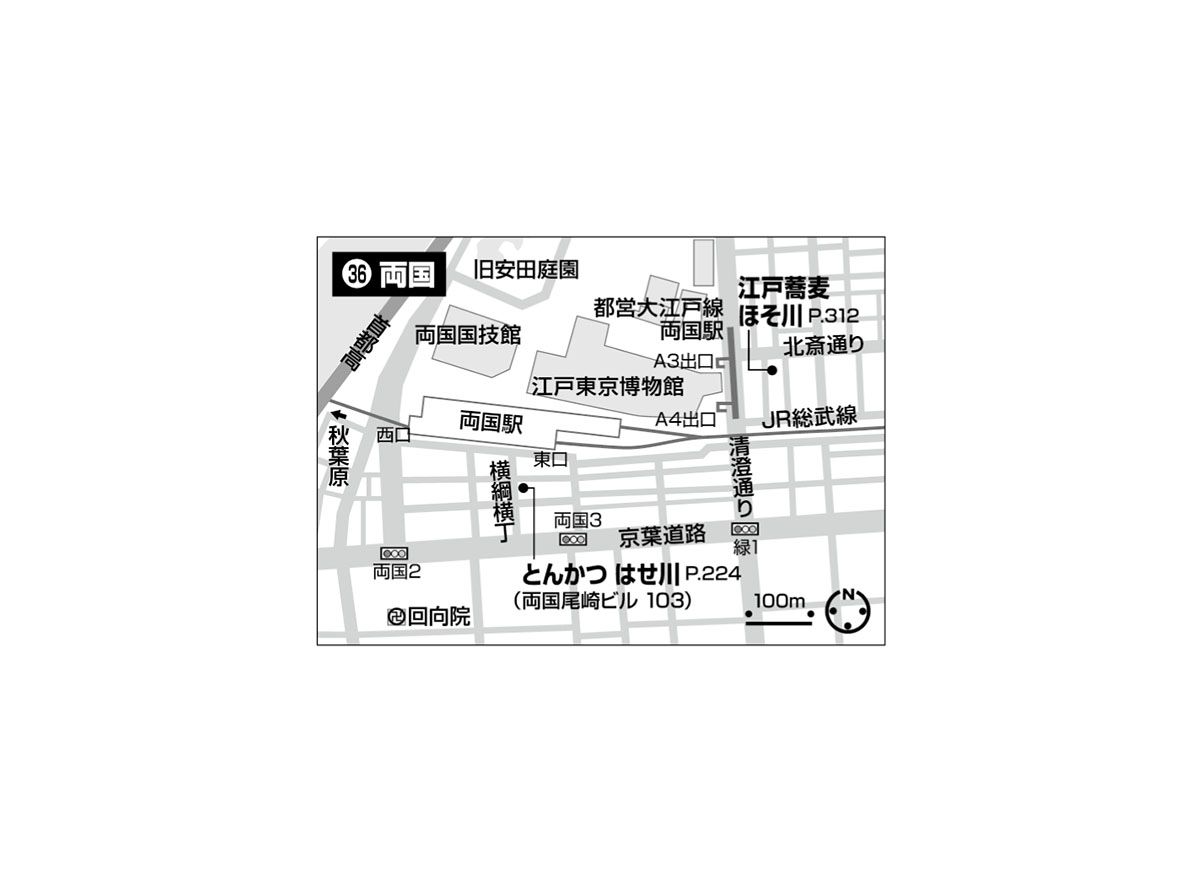 36 両国
旧安田庭園
首都高
両国国技館
都営大江戸線
両国駅
江戸蕎麦
ほそ川 P.312
北斎通り
A3出口
江戸東京博物館
A4出口
JR総武線
両国駅
西口
東口
秋葉原
横綱横丁
清澄通り
両国3
京葉道路
緑1
両国2
とんかつ はせ川 P.224
（両国尾崎ビル 103）
回向院
100m
N